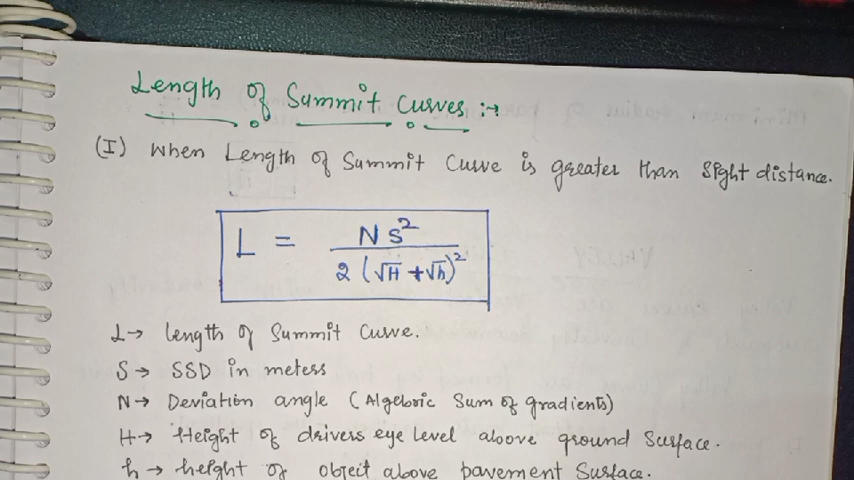 Length of Summit Curves :→
(I) When Length of Summit Curve is greater than Sight distance.
L = NS² / 2(√H + √h)²
L → Length of Summit Curve.
S → SSD in meters
N → Deviation angle (Algebric Sum of gradients)
H → Height of drivers eye level above ground Surface.
h → height of object above pavement Surface.